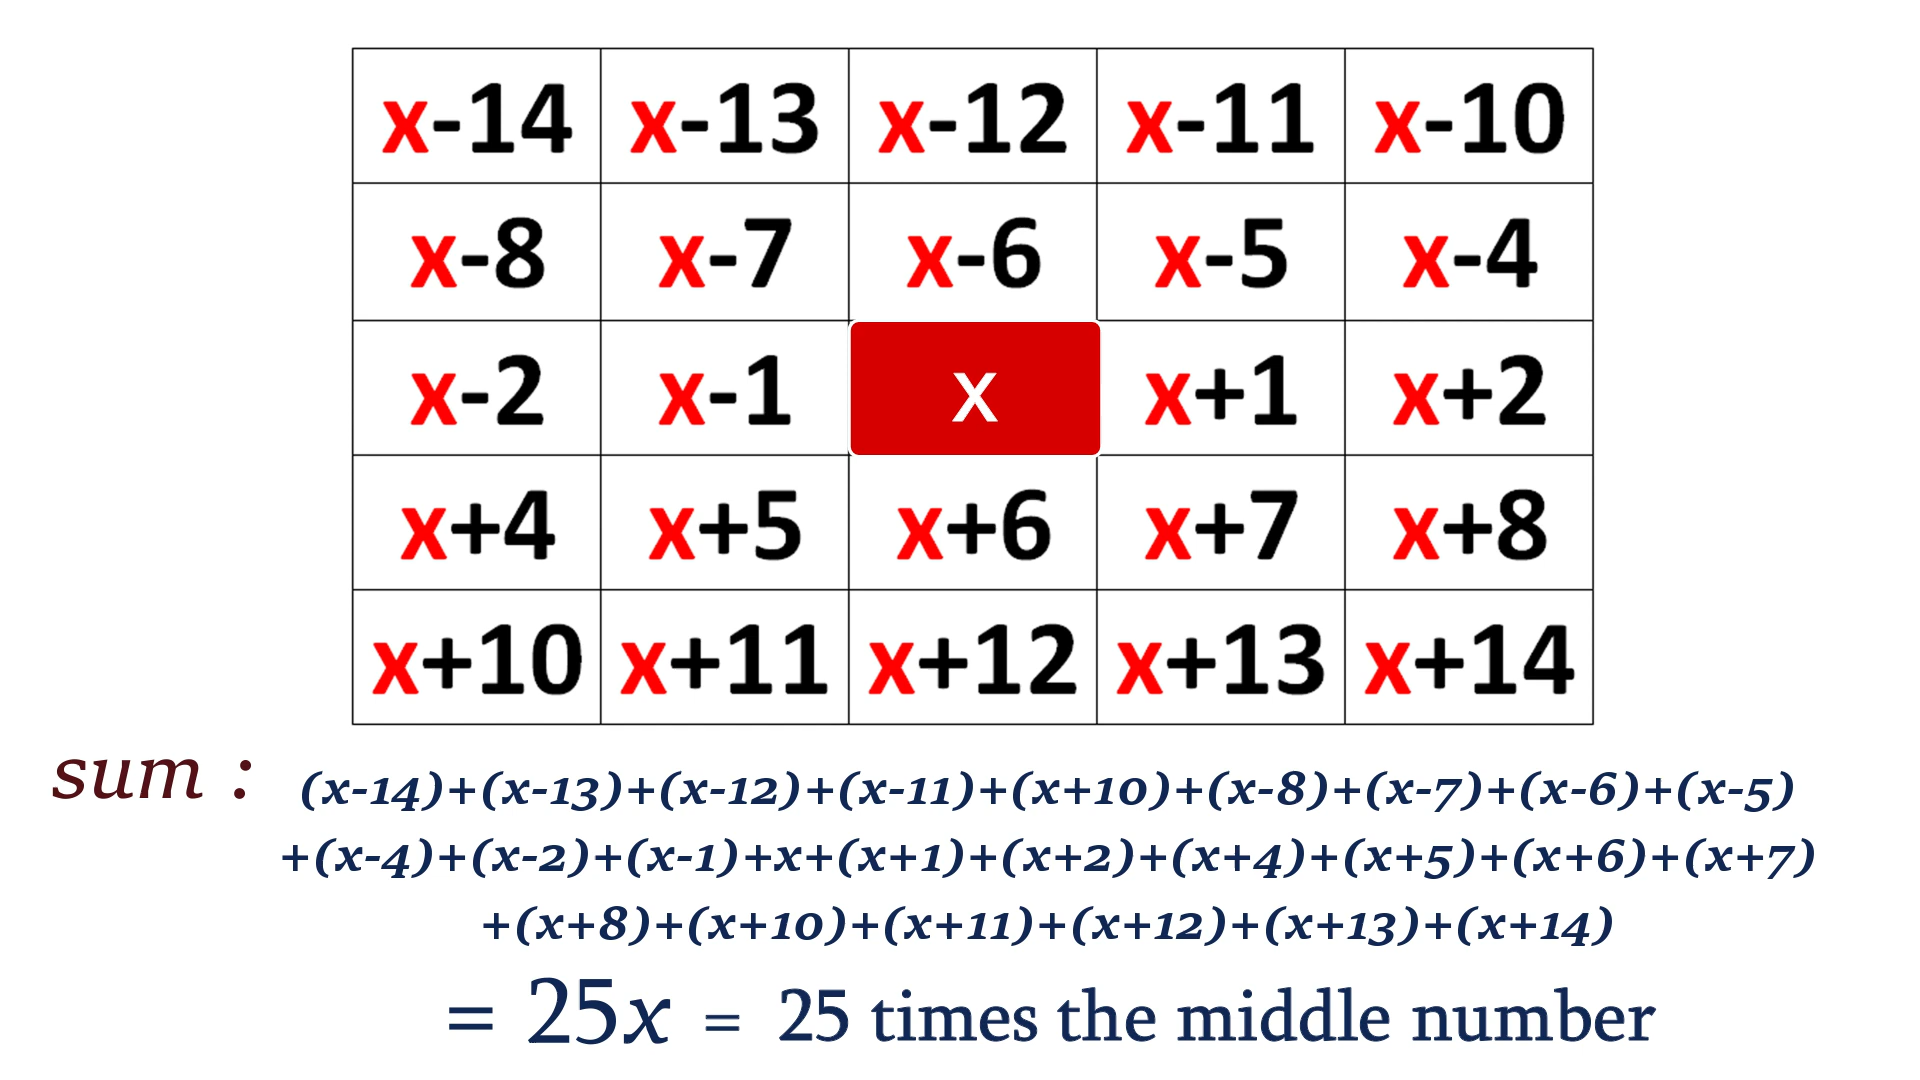 x-14 x-13 x-12 x-11 x-10
x-8 x-7 x-6 x-5 x-4
x-2 x-1 x x+1 x+2
x+4 x+5 x+6 x+7 x+8
x+10 x+11 x+12 x+13 x+14
sum : (x-14)+(x-13)+(x-12)+(x-11)+(x+10)+(x-8)+(x-7)+(x-6)+(x-5)
+(x-4)+(x-2)+(x-1)+x+(x+1)+(x+2)+(x+4)+(x+5)+(x+6)+(x+7)
+(x+8)+(x+10)+(x+11)+(x+12)+(x+13)+(x+14)
= 25x = 25 times the middle number